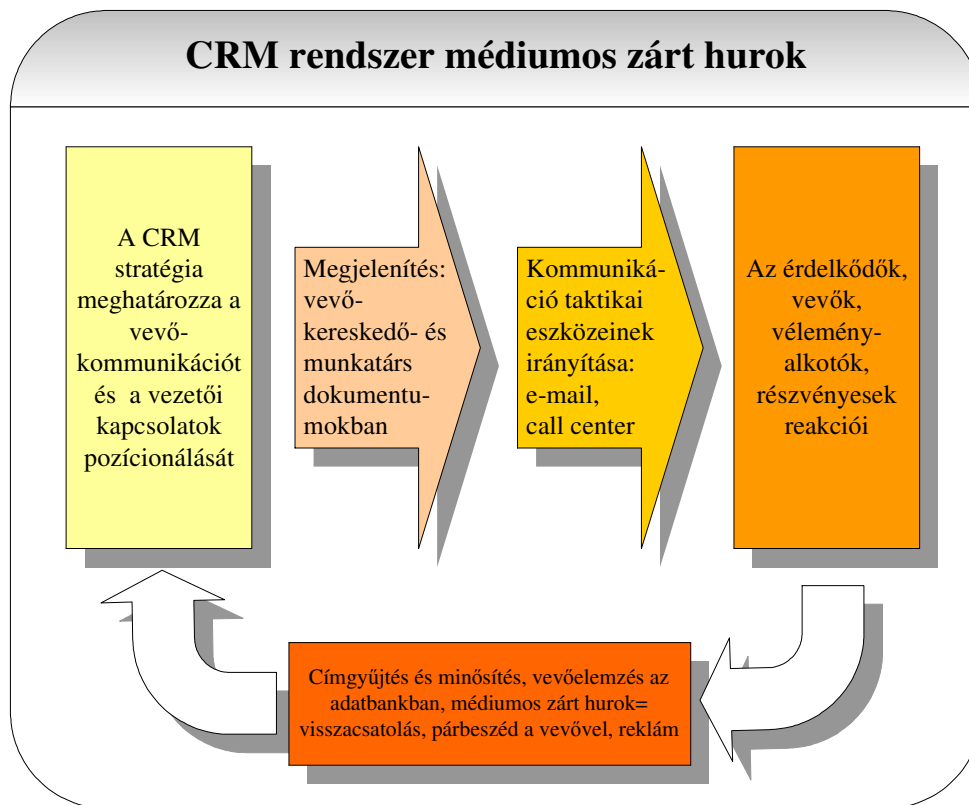 CRM rendszer médiumos zárt hurok
A CRM
stratégia
meghatározza a
vevő-
kommunikációt
és a vezetői
kapcsolatok
pozícionálását
Megjelenítés:
vevő-
kereskedő- és
munkatárs
dokumentu-
mokban
Kommuniká-
ció taktikai
eszközeinek
irányítása:
e-mail,
call center
Az érdelkődők,
vevők,
vélemény-
alkotók,
részvényesek
reakciói
Címgyűjtés és minősítés, vevőelemzés az
adatbankban, médiumos zárt hurok=
visszacsatolás, párbeszéd a vevővel, reklám